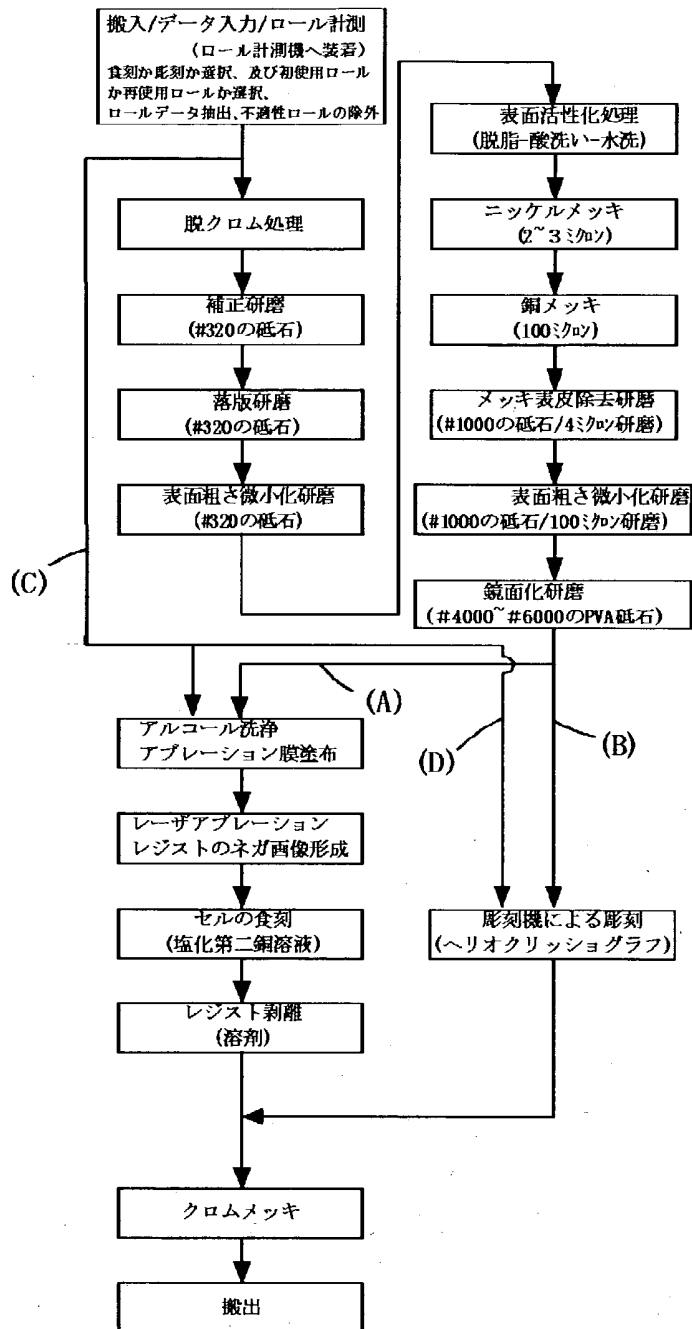 搬入/データ入力/ロール計測
(ロール計測機へ装着)
食刻か彫刻か選択、及び初使用ロール
か再使用ロールか選択、
ロールデータ抽出、不適性ロールの除外
脱クロム処理
補正研磨
(#320の砥石)
落版研磨
(#320の砥石)
表面粗さ微小化研磨
(#320の砥石)
表面活性化処理
(脱脂-酸洗い-水洗)
ニッケルメッキ
(2~3ミクロン)
銅メッキ
(100ミクロン)
メッキ表皮除去研磨
(#1000の砥石/4ミクロン研磨)
表面粗さ微小化研磨
(#1000の砥石/100ミクロン研磨)
鏡面化研磨
(#4000~#6000のPVA砥石)
(C)
(A)
(D)
(B)
アルコール洗浄
アブレーション膜塗布
レーザアブレーション
レジストのネガ画像形成
セルの食刻
(塩化第二銅溶液)
レジスト剥離
(溶剤)
彫刻機による彫刻
(ヘリオクリッショグラフ)
クロムメッキ
搬出